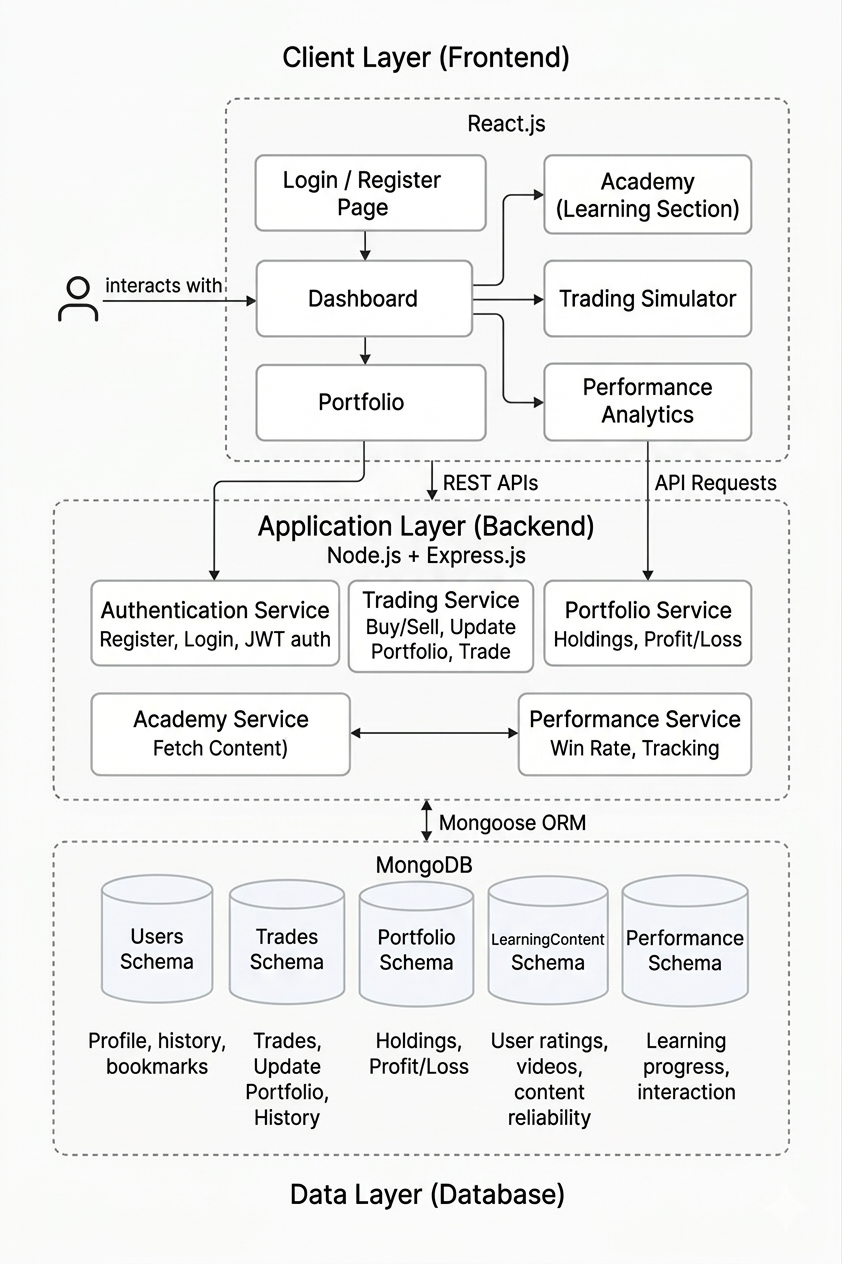 Client Layer (Frontend)
React.js
Login / Register
Page
Academy
(Learning Section)
interacts with
Dashboard
Trading Simulator
Portfolio
Performance
Analytics
REST APIs
API Requests
Application Layer (Backend)
Node.js + Express.js
Authentication Service
Register, Login, JWT auth
Trading Service
Buy/Sell, Update
Portfolio, Trade
Portfolio Service
Holdings, Profit/Loss
Academy Service
Fetch Content)
Performance Service
Win Rate, Tracking
Mongoose ORM
MongoDB
Users
Schema
Trades
Schema
Portfolio
Schema
LearningContent
Schema
Performance
Schema
Profile, history,
bookmarks
Trades,
Update
Portfolio,
History
Holdings,
Profit/Loss
User ratings,
videos,
content
reliability
Learning
progress,
interaction
Data Layer (Database)